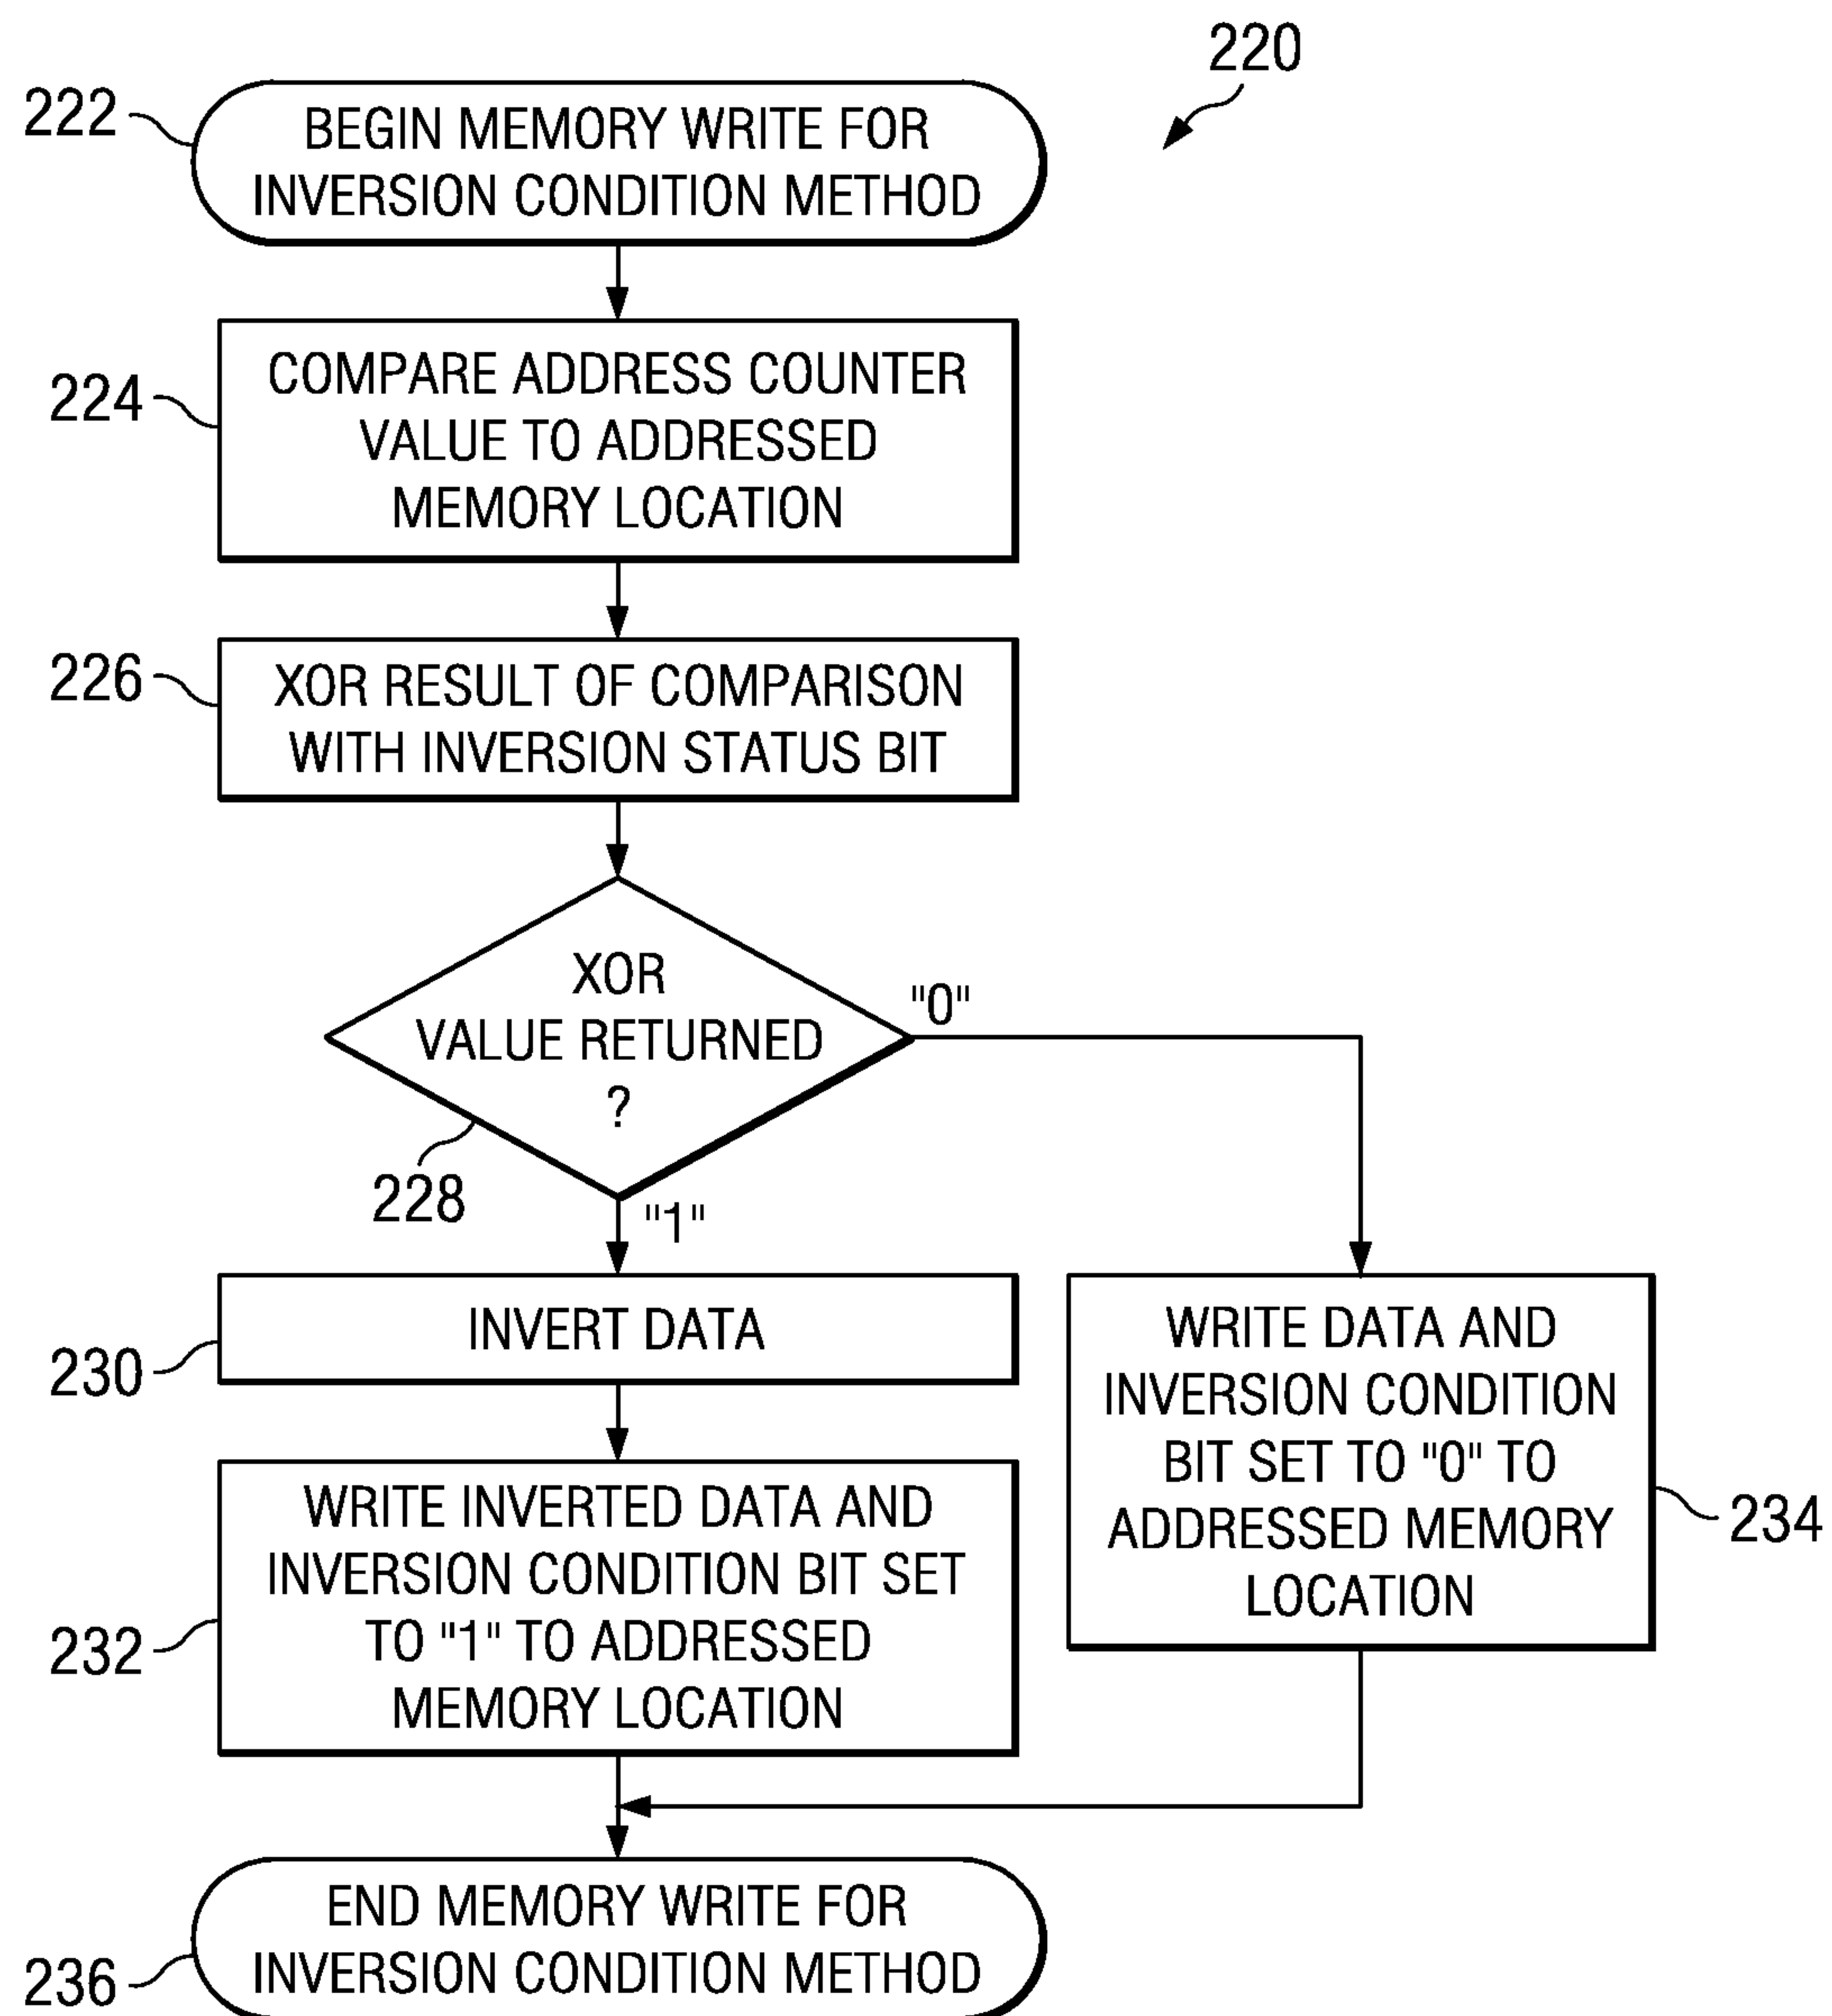 220
222
BEGIN MEMORY WRITE FOR
INVERSION CONDITION METHOD
224
COMPARE ADDRESS COUNTER
VALUE TO ADDRESSED
MEMORY LOCATION
226
XOR RESULT OF COMPARISON
WITH INVERSION STATUS BIT
XOR
VALUE RETURNED
?
"0"
228
"1"
230
INVERT DATA
232
WRITE INVERTED DATA AND
INVERSION CONDITION BIT SET
TO "1" TO ADDRESSED
MEMORY LOCATION
WRITE DATA AND
INVERSION CONDITION
BIT SET TO "0" TO
ADDRESSED MEMORY
LOCATION
234
END MEMORY WRITE FOR
INVERSION CONDITION METHOD
236